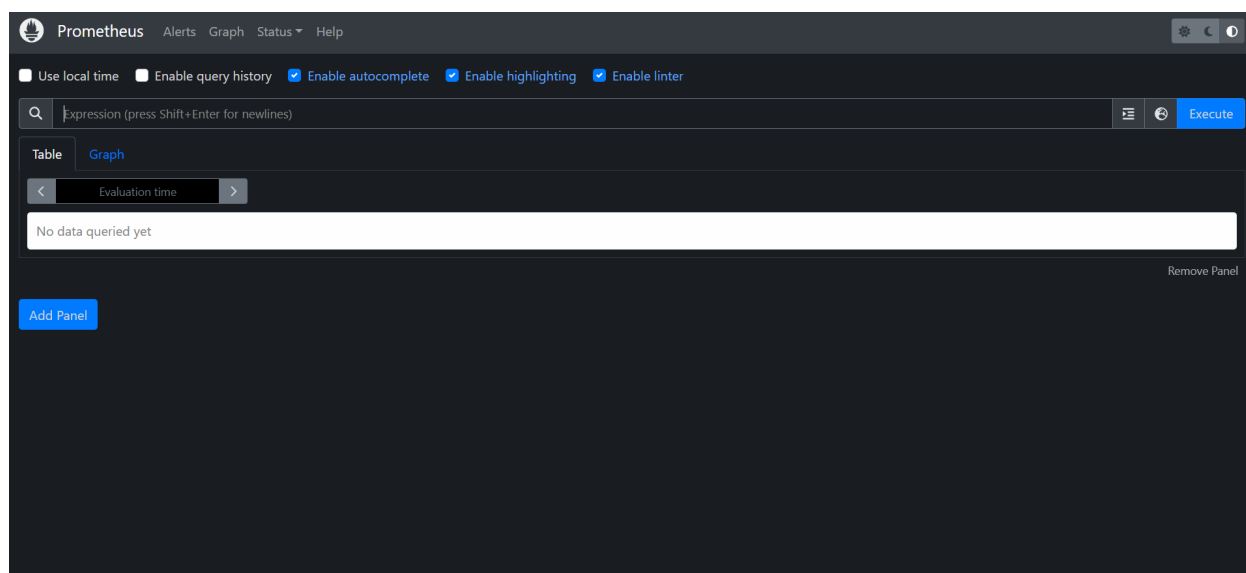 Prometheus Alerts Graph Status Help
Use local time Enable query history Enable autocomplete Enable highlighting Enable linter
Expression (press Shift+Enter for newlines) Execute
Table Graph
Evaluation time
No data queried yet
Remove Panel
Add Panel